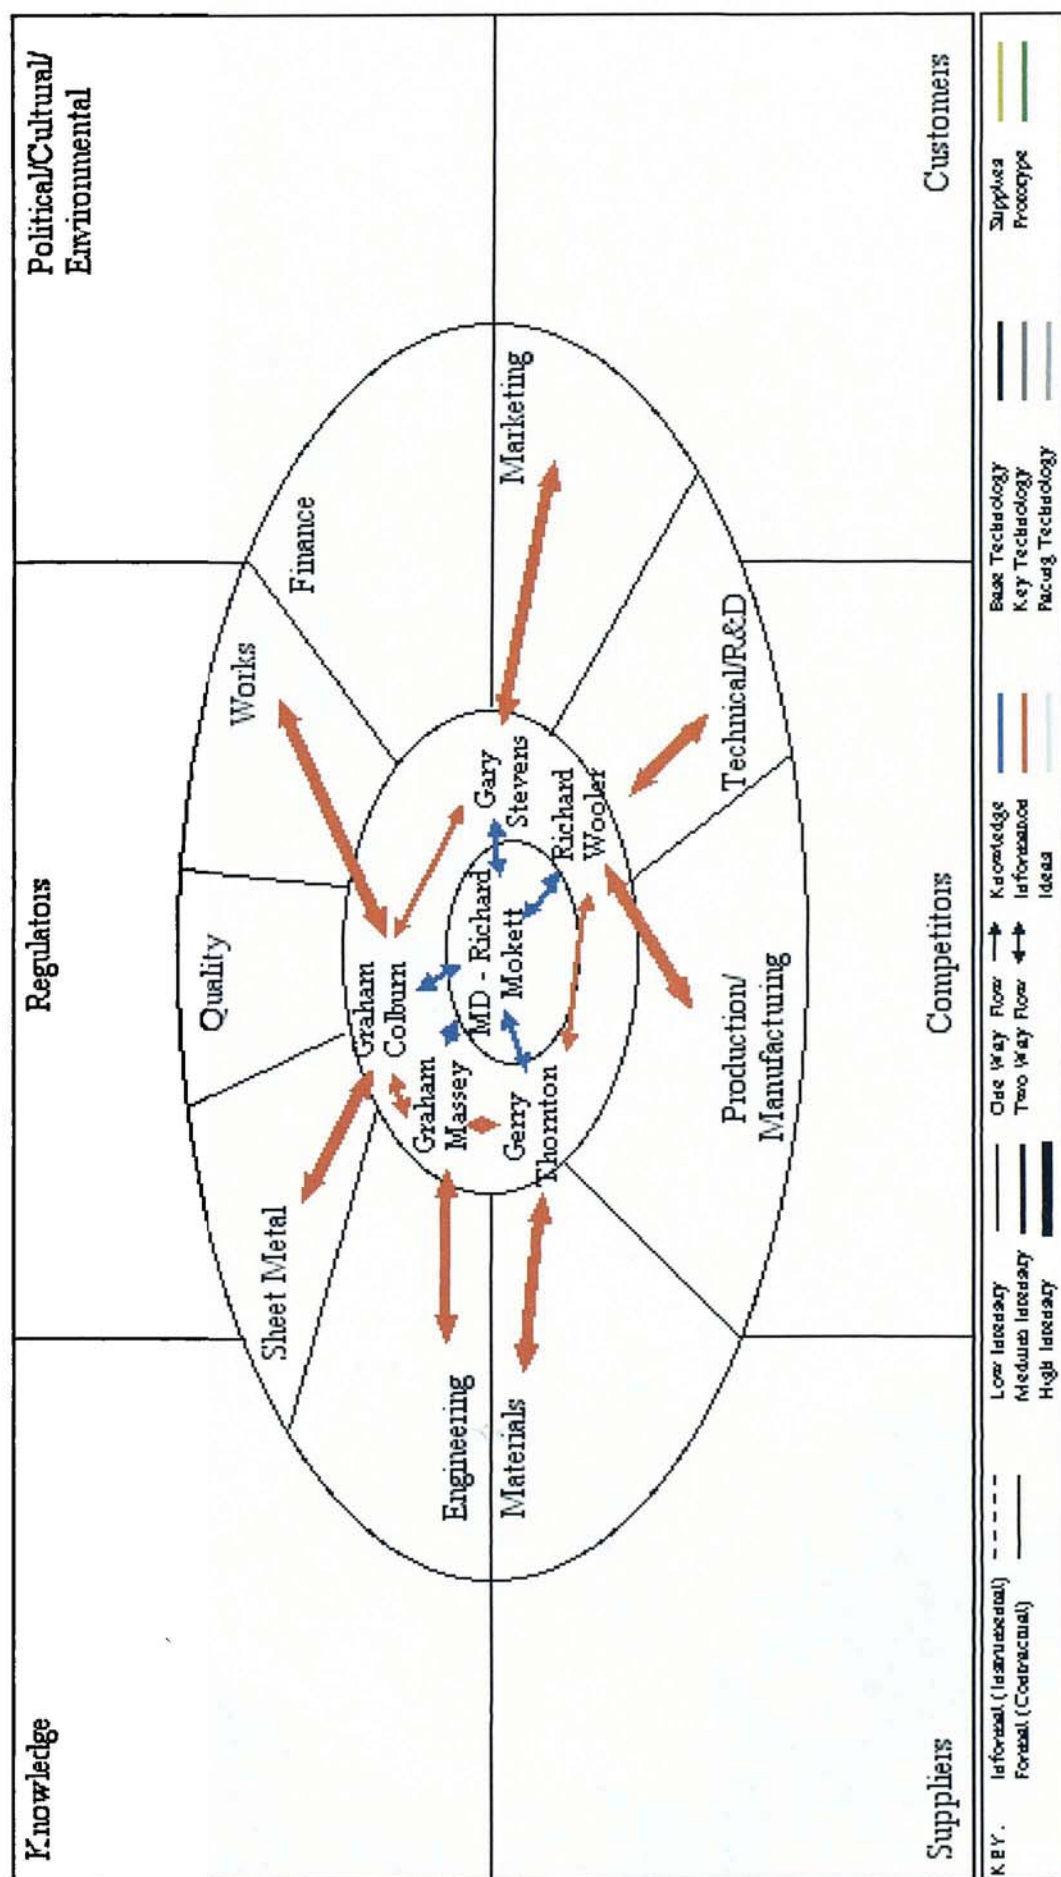 Knowledge
Regulators
Political/Cultural/
Environmental
Works
Finance
Quality
Sheet Metal
Engineering
Materials
Marketing
Graham
Colburn
Graham
Massey
Gerry
Thornton
MD - Richard
Mokett
Gary
Stevens
Richard
Woolef
Technical/R&D
Production/
Manufacturing
Suppliers
Competitors
Customers
KEY.
Informal (Instrumental)
Formal (Contractual)
Low Intensity
Medium Intensity
High Intensity
One Way Flow
Two Way Flow
Knowledge
Information
Ideas
Base Technology
Key Technology
Pacing Technology
Supplies
Prototype